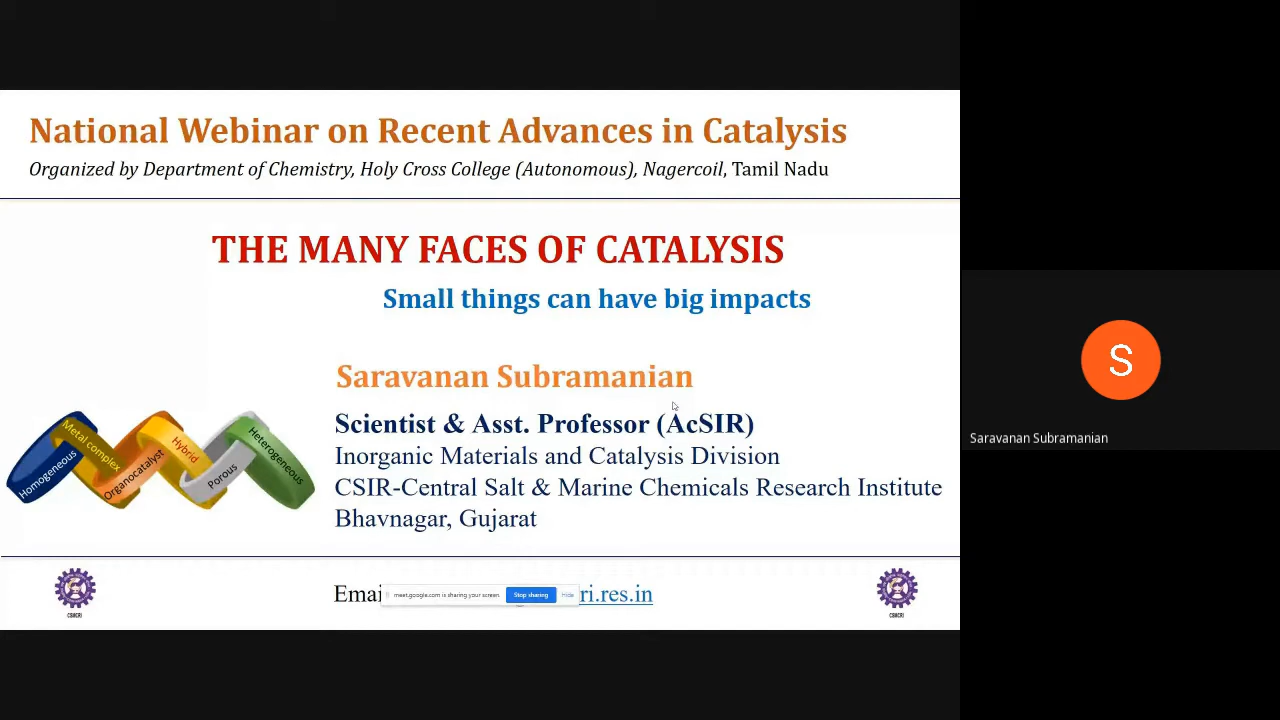 National Webinar on Recent Advances in Catalysis
Organized by Department of Chemistry, Holy Cross College (Autonomous), Nagercoil, Tamil Nadu
THE MANY FACES OF CATALYSIS
Small things can have big impacts
Saravanan Subramanian
Scientist & Asst. Professor (AcSIR)
Inorganic Materials and Catalysis Division
CSIR-Central Salt & Marine Chemicals Research Institute
Bhavnagar, Gujarat
Homogeneous
Metal complex
Organocatalyst
Hybrid
Porous
Heterogeneous
CSMCRI
Emai
meet.google.com is sharing your screen.
Stop sharing
Hide
ri.res.in
CSMCRI
S
Saravanan Subramanian